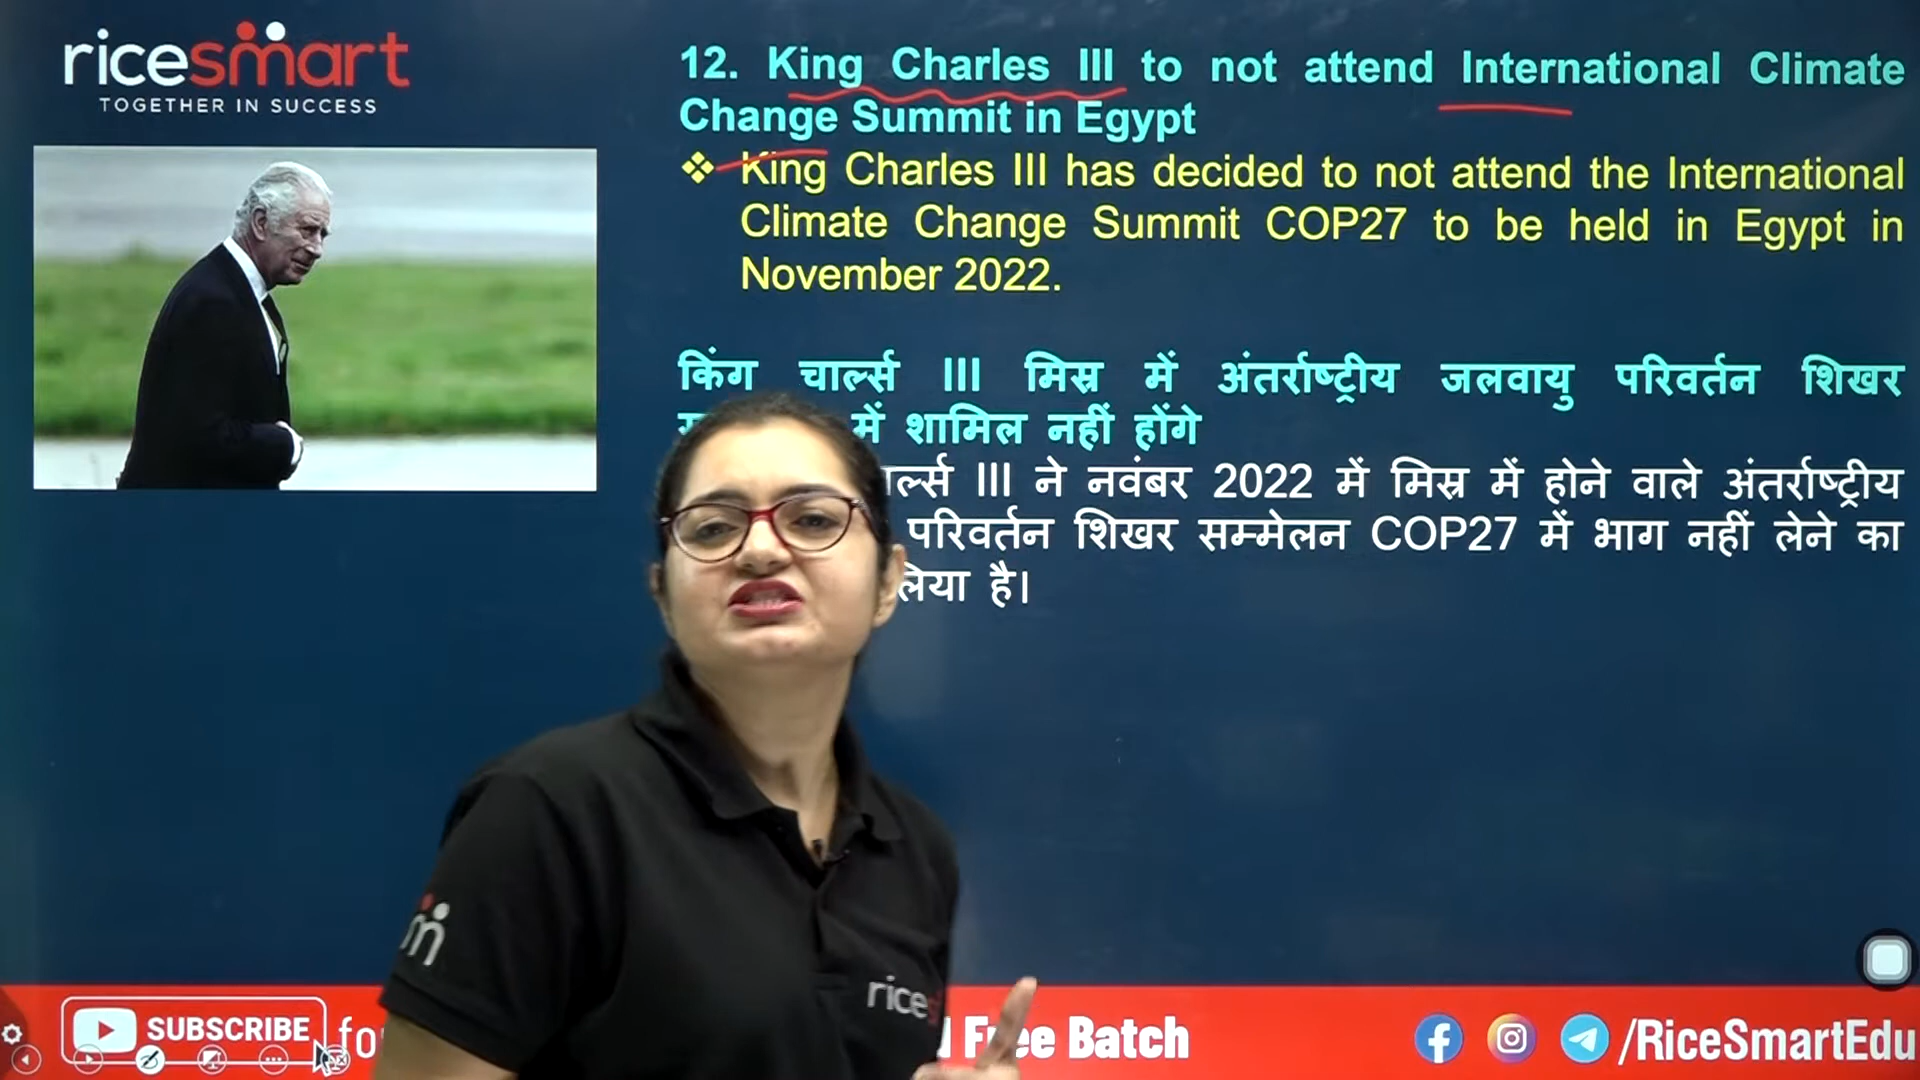 ricesmart
TOGETHER IN SUCCESS
12. King Charles III to not attend International Climate
Change Summit in Egypt
❖ King Charles III has decided to not attend the International
Climate Change Summit COP27 to be held in Egypt in
November 2022.
किंग चार्ल्स III मिस्र में अंतर्राष्ट्रीय जलवायु परिवर्तन शिखर
में शामिल नहीं होंगे
III ने नवंबर 2022 में मिस्र में होने वाले अंतर्राष्ट्रीय
परिवर्तन शिखर सम्मेलन COP27 में भाग नहीं लेने का
है।
rice
SUBSCRIBE
Batch
/RiceSmartEdu